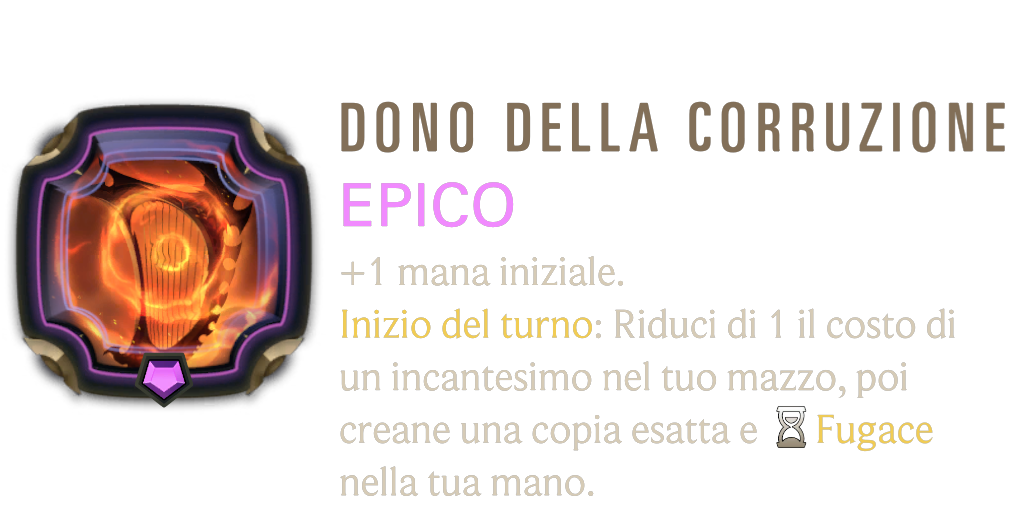 DONO DELLA CORRUZIONE
EPICO
+1 mana iniziale.
Inizio del turno: Riduci di 1 il costo di
un incantesimo nel tuo mazzo, poi
creane una copia esatta e Fugace
nella tua mano.